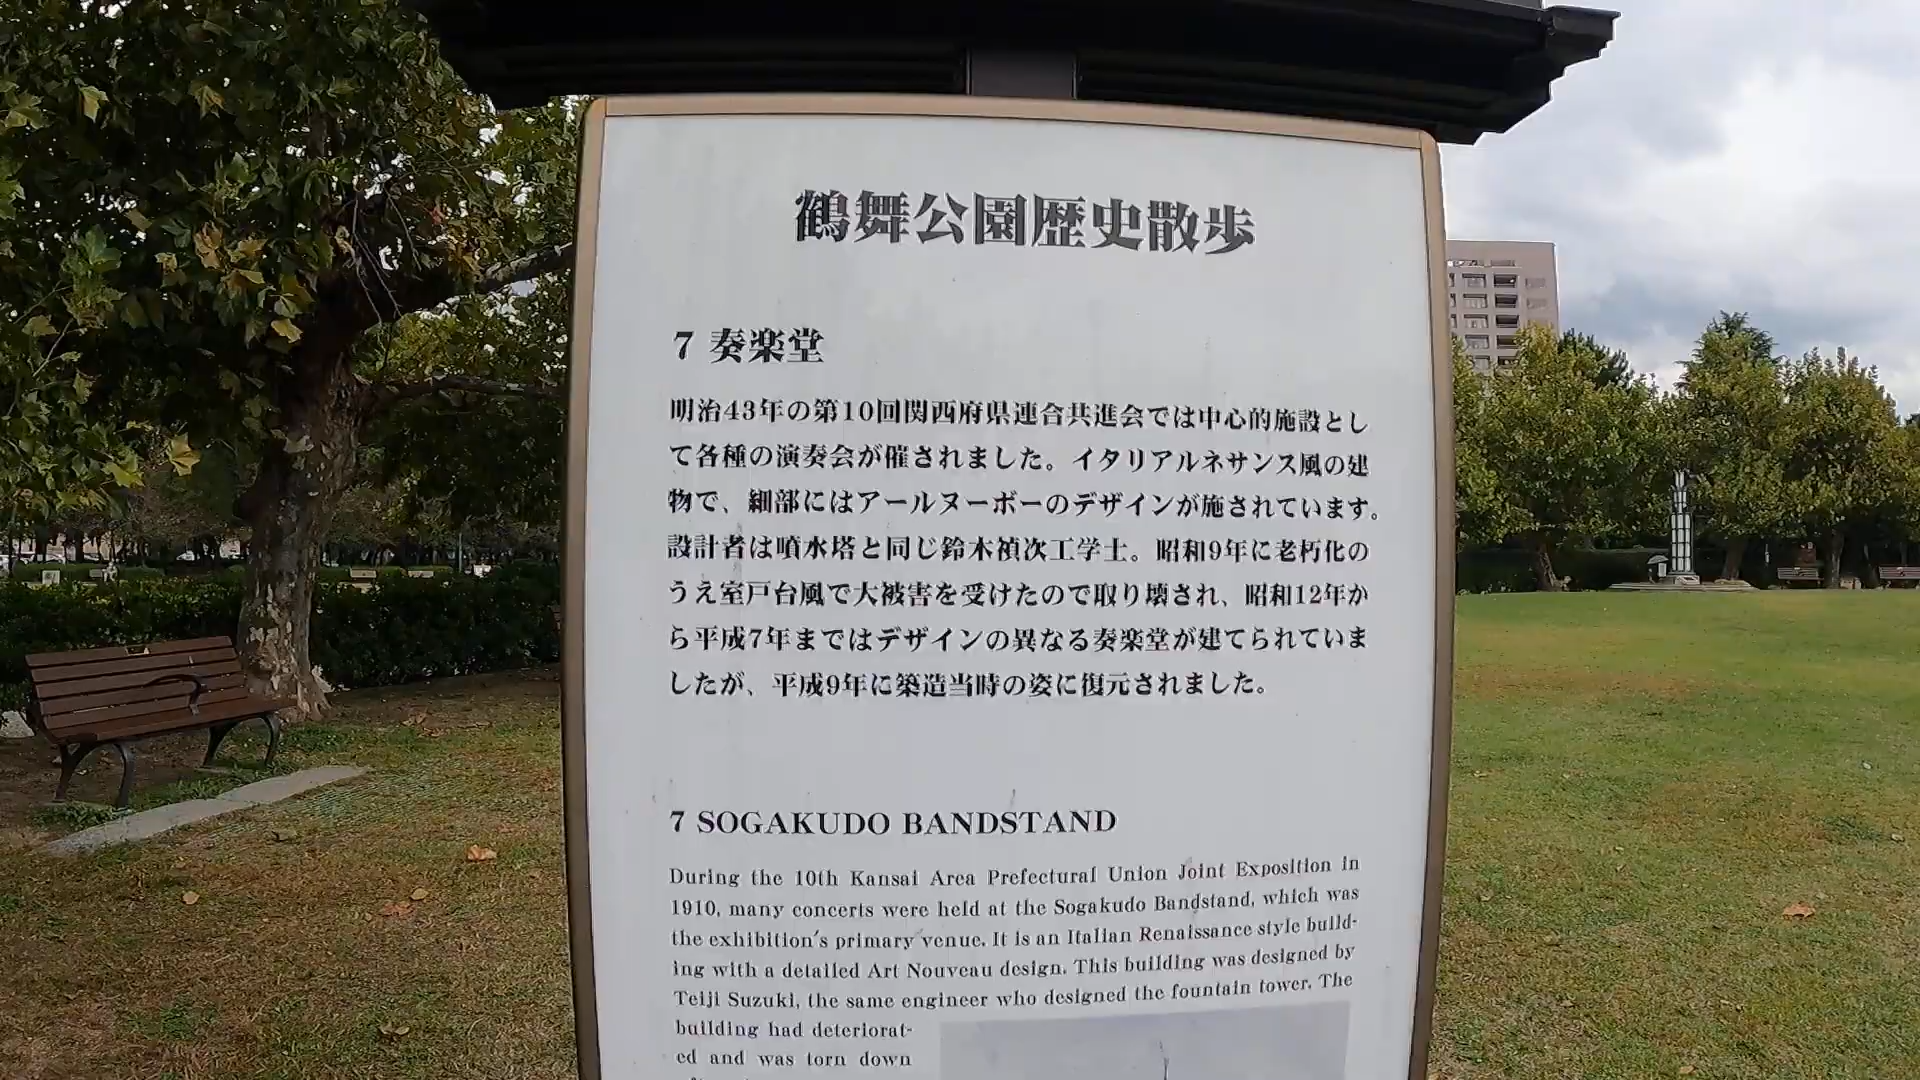 鶴舞公園歴史散歩
7 奏楽堂
明治43年の第10回関西府県連合共進会では中心的施設とし
て各種の演奏会が催されました。イタリアルネサンス風の建
物で、細部にはアールヌーボーのデザインが施されています。
設計者は噴水塔と同じ鈴木禎次工学士。昭和9年に老朽化の
うえ室戸台風で大被害を受けたので取り壊され、昭和12年か
ら平成7年まではデザインの異なる奏楽堂が建てられていま
したが、平成9年に築造当時の姿に復元されました。
7 SOGAKUDO BANDSTAND
During the 10th Kansai Area Prefectural Union Joint Exposition in
1910, many concerts were held at the Sogakudo Bandstand, which was
the exhibition's primary venue. It is an Italian Renaissance style build-
ing with a detailed Art Nouveau design. This building was designed by
Teiji Suzuki, the same engineer who designed the fountain tower. The
building had deteriorat-
ed and was torn down